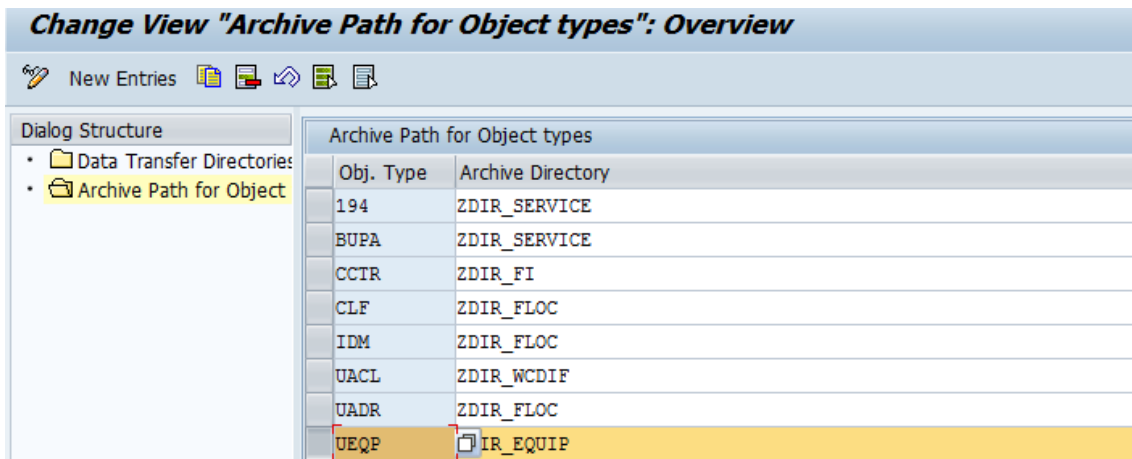 Change View "Archive Path for Object types": Overview
New Entries
Dialog Structure
Data Transfer Directories
Archive Path for Object
Archive Path for Object types
Obj. Type Archive Directory
194 ZDIR_SERVICE
BUPA ZDIR_SERVICE
CCTR ZDIR_FI
CLF ZDIR_FLOC
IDM ZDIR_FLOC
UACL ZDIR_WCDIF
UADR ZDIR_FLOC
UEQP IR_EQUIP